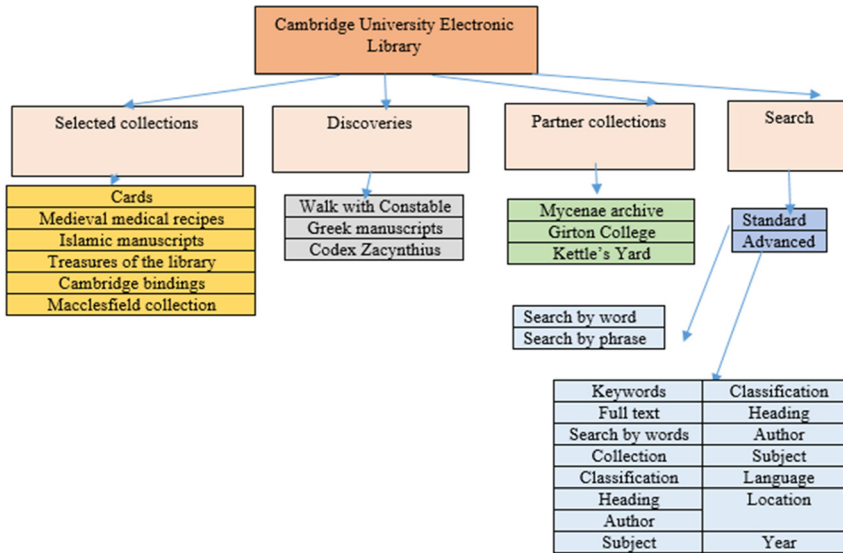 Cambridge University Electronic
Library
Selected collections
Discoveries
Partner collections
Search
Cards
Medieval medical recipes
Islamic manuscripts
Treasures of the library
Cambridge bindings
Macclesfield collection
Walk with Constable
Greek manuscripts
Codex Zacynthius
Mycenae archive
Girton College
Kettle's Yard
Standard
Advanced
Search by word
Search by phrase
Keywords
Classification
Full text
Heading
Search by words
Author
Collection
Subject
Classification
Language
Heading
Location
Author
Subject
Year